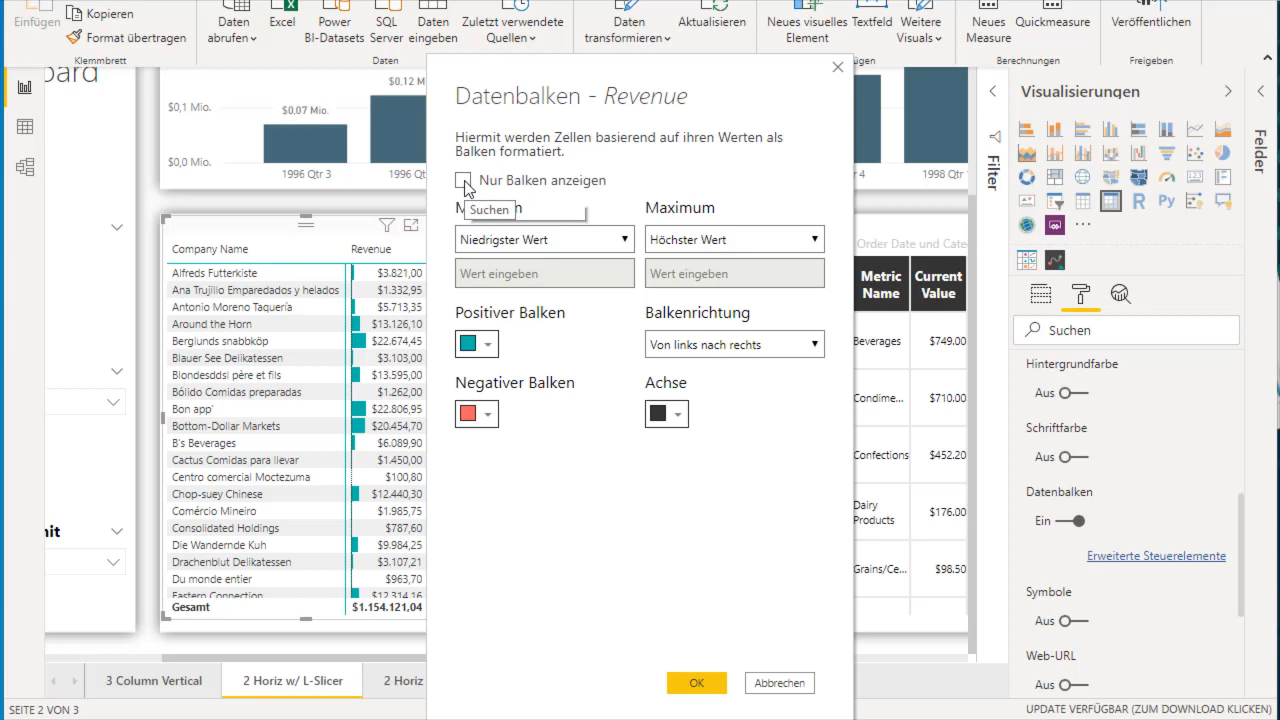 Einfügen
Kopieren
Format übertragen
Klemmbrett
Daten abrufen
Excel
Power BI-Datasets
SQL Server
Daten eingeben
Zuletzt verwendete Quellen
Daten
Daten transformieren
Aktualisieren
Neues visuelles Element
Textfeld
Weitere Visuals
Neues Measure
Quickmeasure
Berechnungen
Veröffentlichen
Freigeben
$0,1 Mio.
$0,0 Mio.
$0,07 Mio.
$0,12 M
1996 Qtr 3
1996 Qtr 4
1998 Qtr
Company Name Revenue
Alfreds Futterkiste $3.821,00
Ana Trujillo Emparedados y helados $1.332,95
Antonio Moreno Taquería $5.713,35
Around the Horn $13.126,10
Berglunds snabbköp $22.674,45
Blauer See Delikatessen $3.103,00
Blondesddsl père et fils $13.595,00
Bólido Comidas preparadas $1.262,00
Bon app' $22.806,95
Bottom-Dollar Markets $20.454,70
B's Beverages $6.089,90
Cactus Comidas para llevar $1.450,00
Centro comercial Moctezuma $100,80
Chop-suey Chinese $12.440,30
Comércio Mineiro $1.985,75
Consolidated Holdings $787,60
Die Wandernde Kuh $9.984,25
Drachenblut Delikatessen $3.107,21
Du monde entier $963,70
Eastern Connection $12.314,16
Gesamt $1.154.121,04
Datenbalken - Revenue
Hiermit werden Zellen basierend auf ihren Werten als
Balken formatiert.
Nur Balken anzeigen
Suchen
Maximum
Niedrigster Wert
Höchster Wert
Wert eingeben
Wert eingeben
Positiver Balken
Balkenrichtung
Von links nach rechts
Negativer Balken
Achse
OK
Abbrechen
Order Date und Cate
Metric Name
Current Value
Beverages $749.00
Condime... $710.00
Confections $452.20
Dairy Products $176.00
Grains/Ce... $98.50
Filter
Visualisierungen
Felder
Suchen
Hintergrundfarbe
Aus
Schriftfarbe
Aus
Datenbalken
Ein
Erweiterte Steuerelemente
Symbole
Aus
Web-URL
Aus
3 Column Vertical
2 Horiz w/ L-Slicer
2 Horiz
SEITE 2 VON 3
UPDATE VERFÜGBAR (ZUM DOWNLOAD KLICKEN)